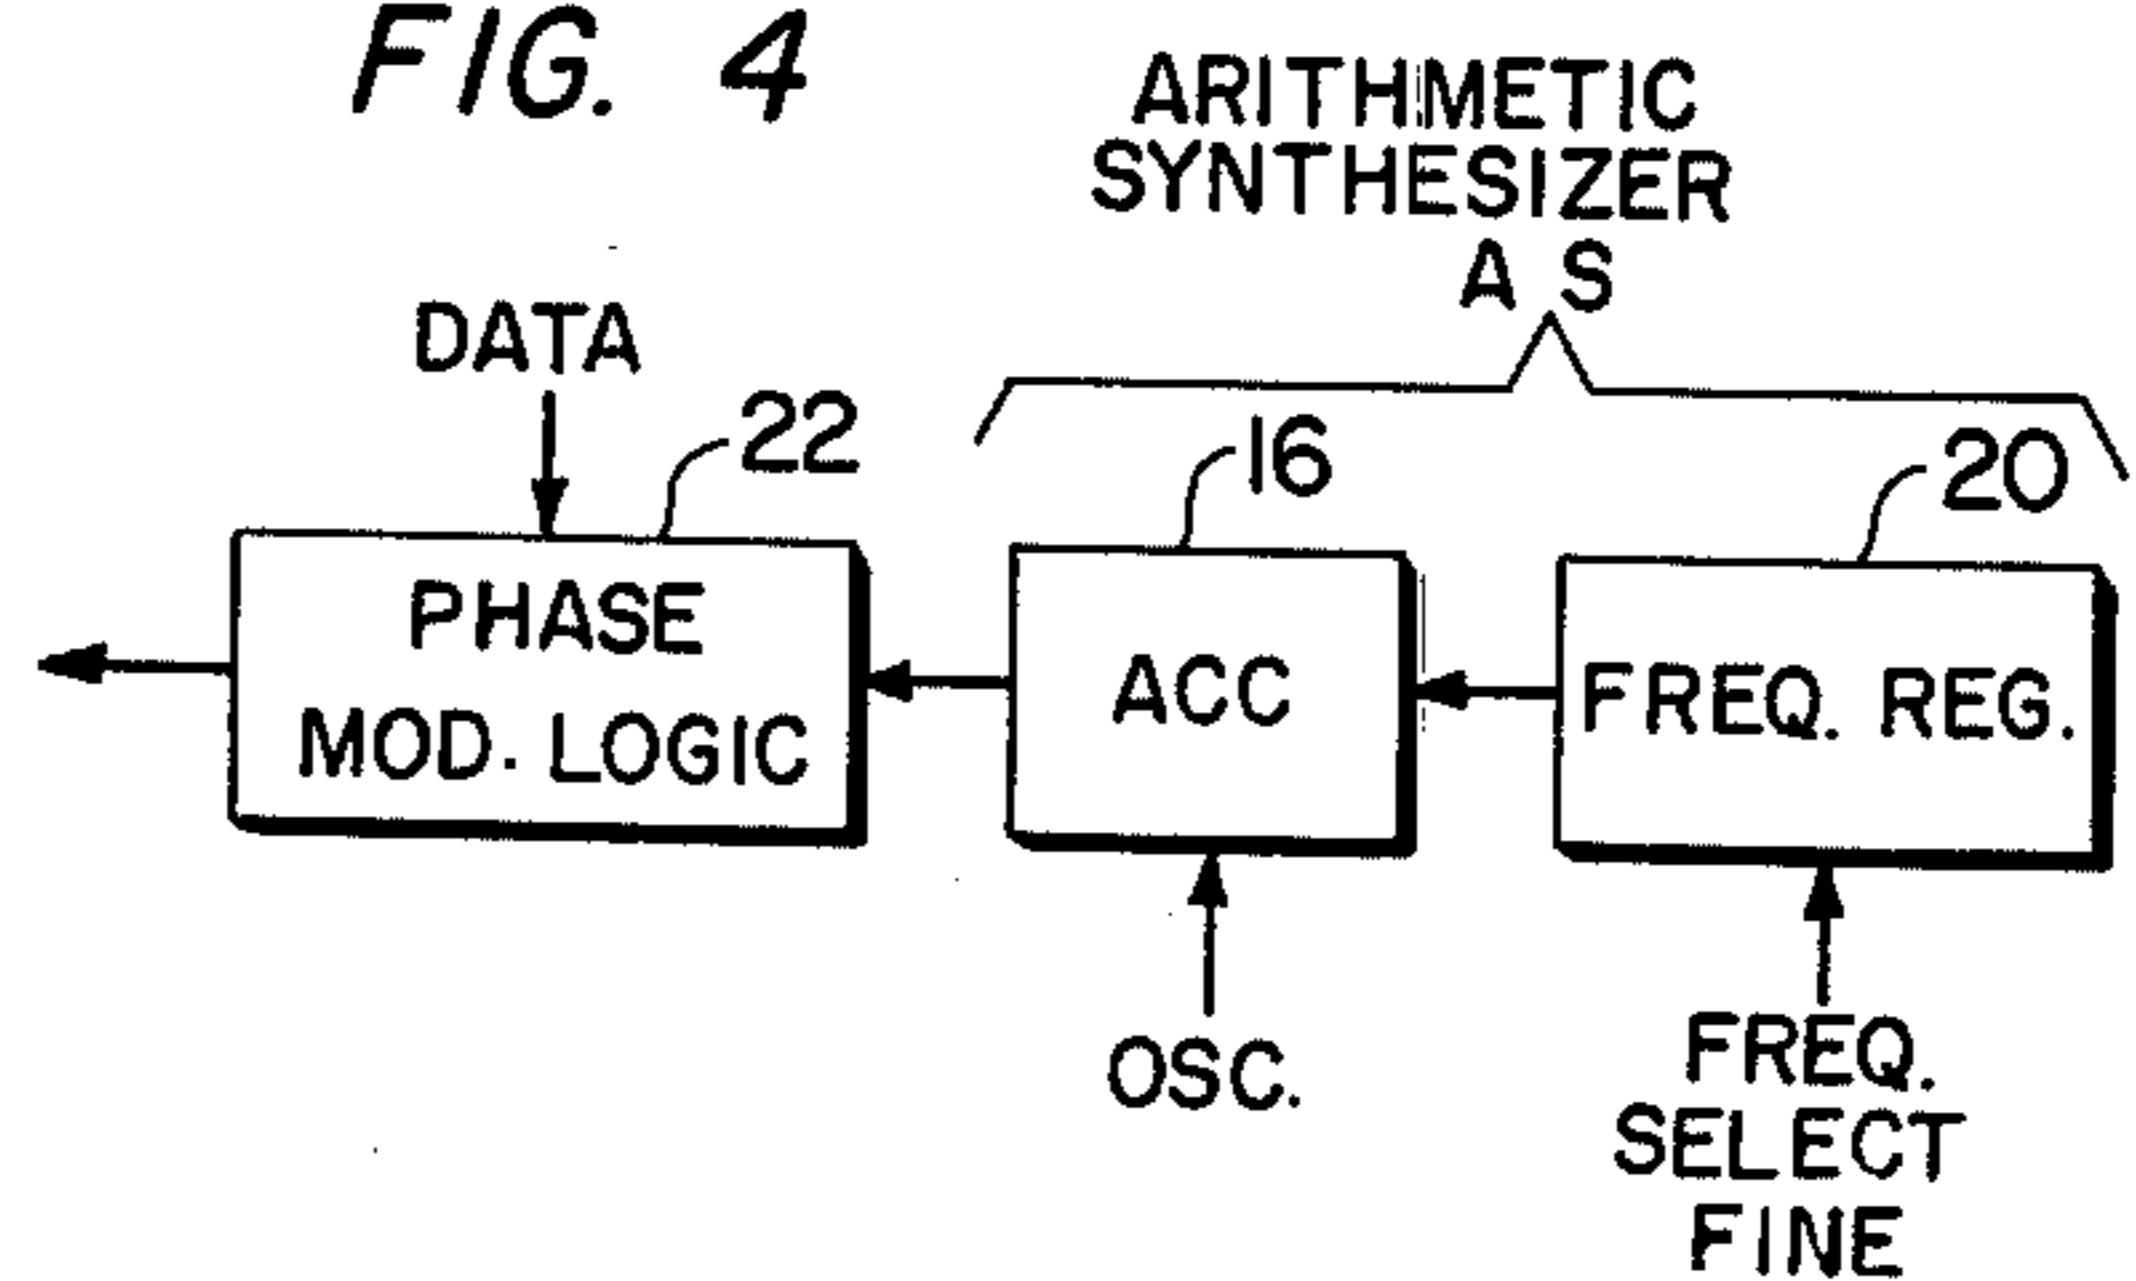 FIG. 4
ARITHMETIC
SYNTHESIZER
A S
DATA
22
16
20
PHASE
MOD. LOGIC
ACC
FREQ. REG.
OSC.
FREQ.
SELECT
FINE